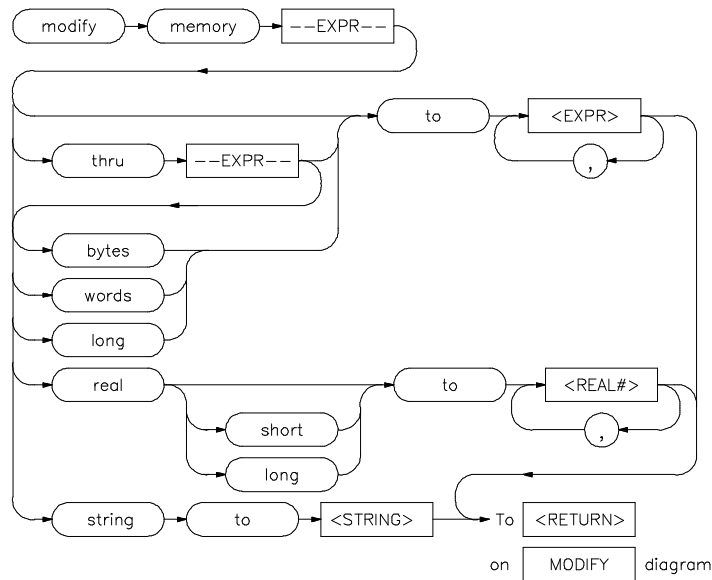 modify memory --EXPR--
to <EXPR>
thru --EXPR-- ,
bytes
words
long
real to <REAL#>
short ,
long
string to <STRING> To <RETURN>
on MODIFY diagram